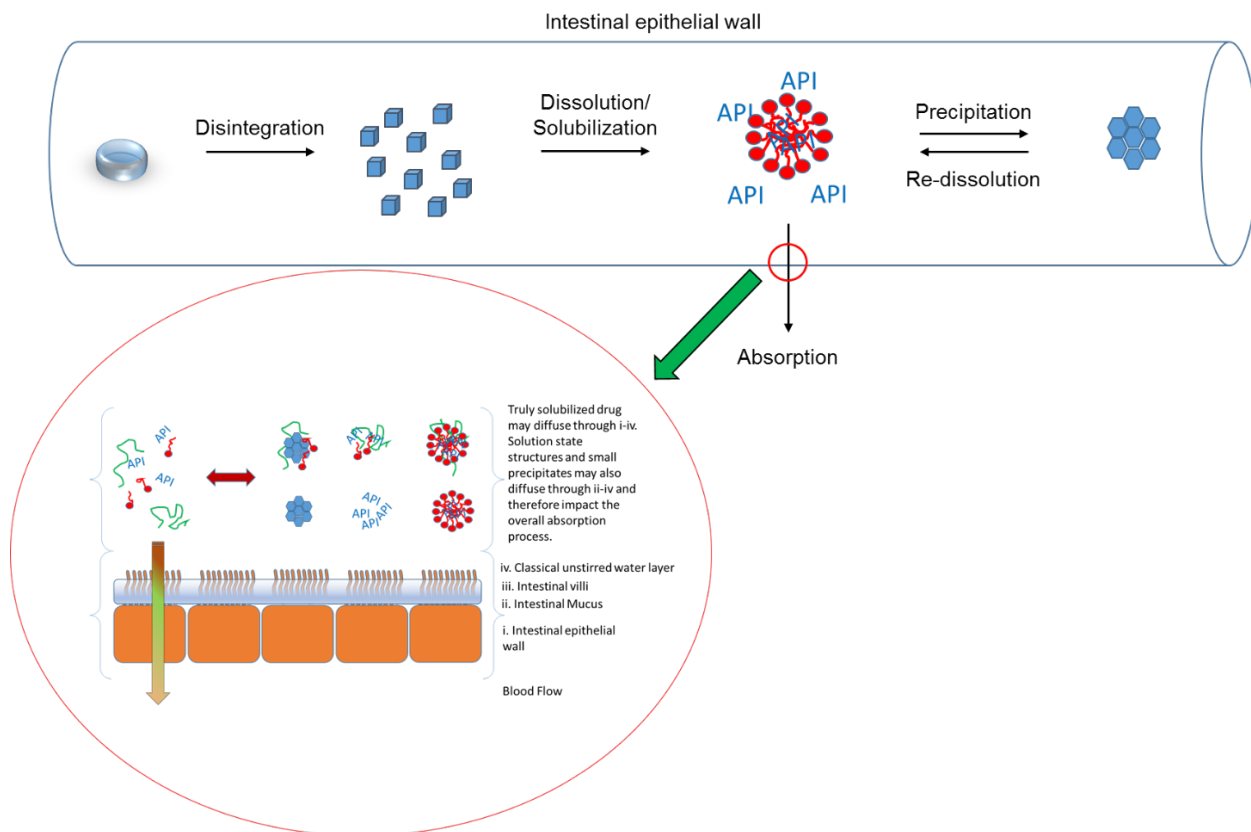 Intestinal epithelial wall
Disintegration
Dissolution/
Solubilization
API
API
API
API
Precipitation
Re-dissolution
Absorption
API
API
API
API
API
API
API
API
API
Truly solubilized drug
may diffuse through i-iv.
Solution state
structures and small
precipitates may also
diffuse through ii-iv and
therefore impact the
overall absorption
process.
iv. Classical unstirred water layer
iii. Intestinal villi
ii. Intestinal Mucus
i. Intestinal epithelial
wall
Blood Flow